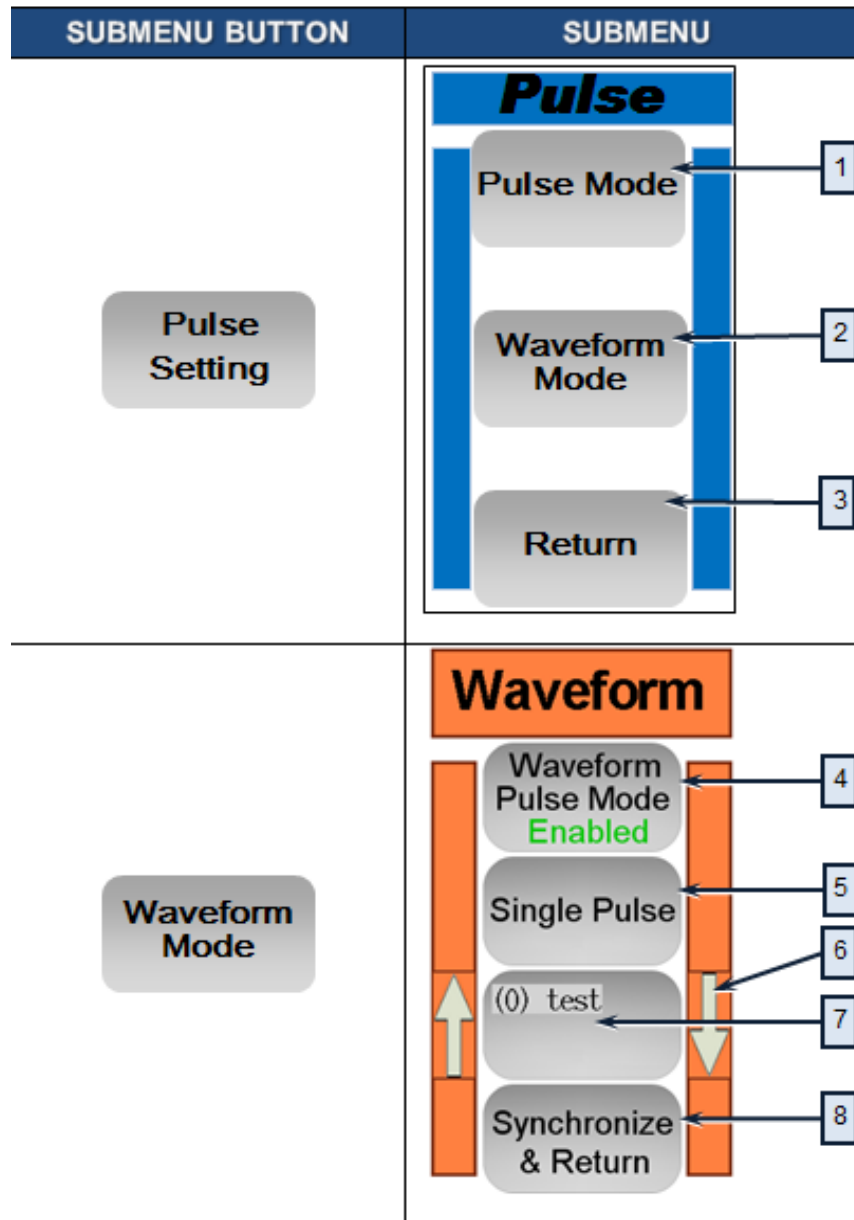 SUBMENU BUTTON
SUBMENU
Pulse
Setting
Pulse
Pulse Mode
1
Waveform
Mode
2
Return
3
Waveform
Mode
Waveform
Waveform
Pulse Mode
Enabled
4
Single Pulse
5
6
(0) test
7
Synchronize
& Return
8